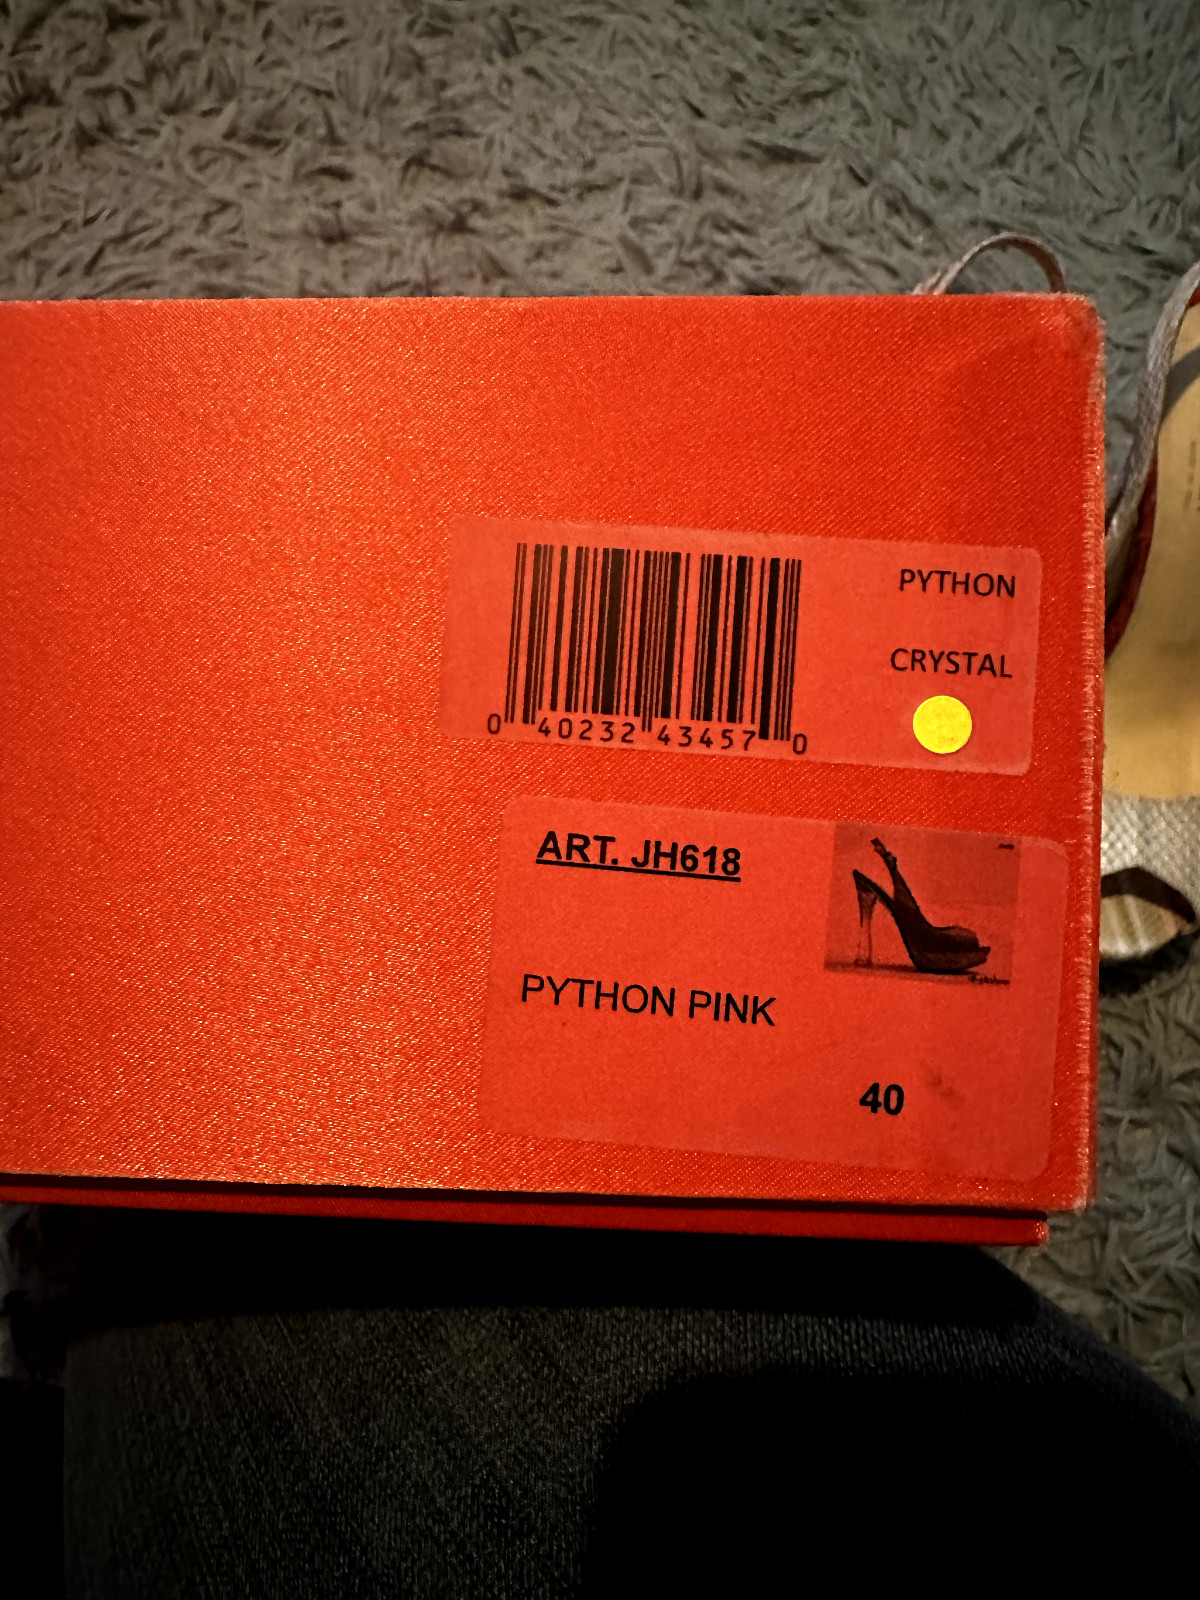 PYTHON
CRYSTAL
0 40232 43457 0
ART. JH618
PYTHON PINK
40